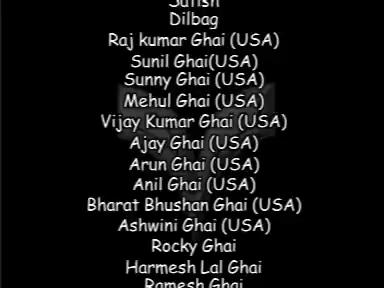 Satish
Dilbag
Raj kumar Ghai (USA)
Sunil Ghai(USA)
Sunny Ghai (USA)
Mehul Ghai (USA)
Vijay Kumar Ghai (USA)
Ajay Ghai (USA)
Arun Ghai (USA)
Anil Ghai (USA)
Bharat Bhushan Ghai (USA)
Ashwini Ghai (USA)
Rocky Ghai
Harmesh Lal Ghai
Ramesh Ghai